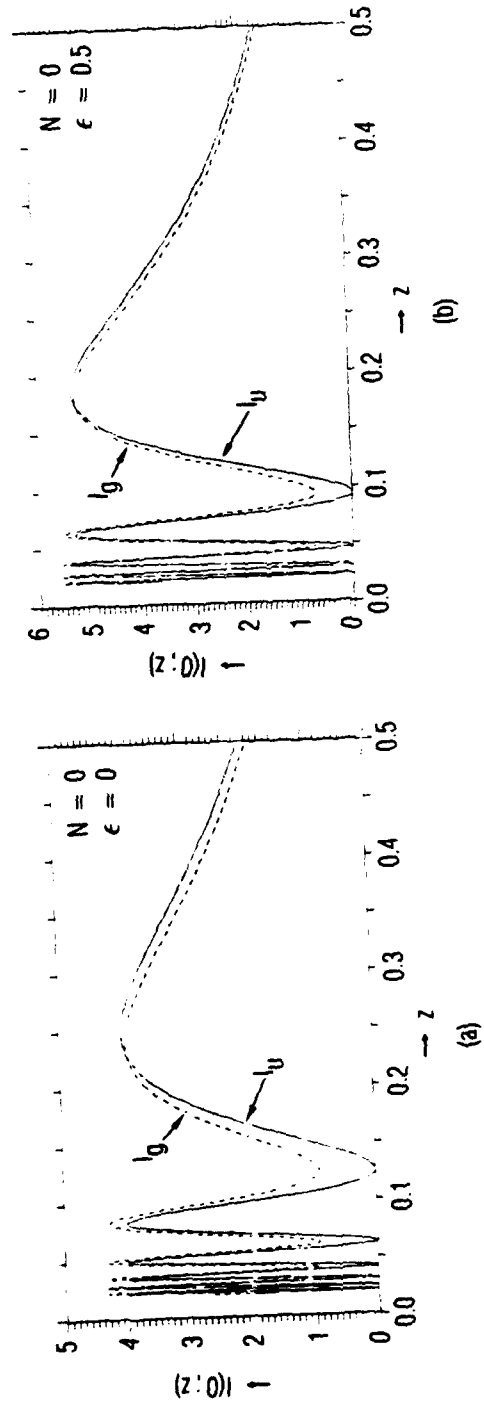 5
4
3
2
1
0
↑ I(0; z)
0.0
0.1
0.2
0.3
0.4
0.5
→ z
(a)
N = 0
ϵ = 0
I_g
I_u
6
5
4
3
2
1
0
↑ I(0; z)
0.0
0.1
0.2
0.3
0.4
0.5
→ z
(b)
N = 0
ϵ = 0.5
I_g
I_u